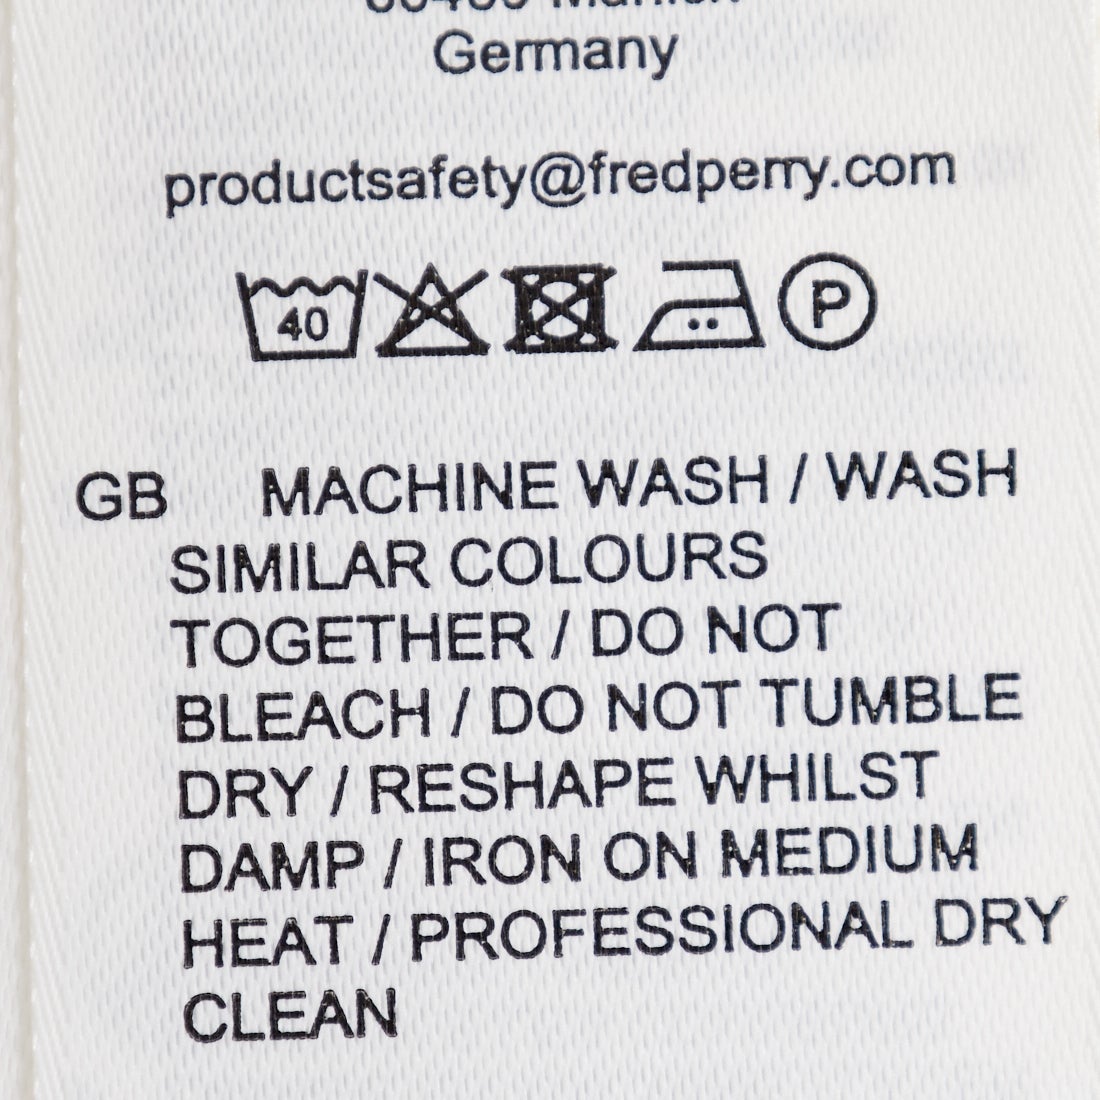 Germany
productsafety@fredperry.com
40 P
GB MACHINE WASH / WASH
SIMILAR COLOURS
TOGETHER / DO NOT
BLEACH / DO NOT TUMBLE
DRY / RESHAPE WHILST
DAMP / IRON ON MEDIUM
HEAT / PROFESSIONAL DRY
CLEAN